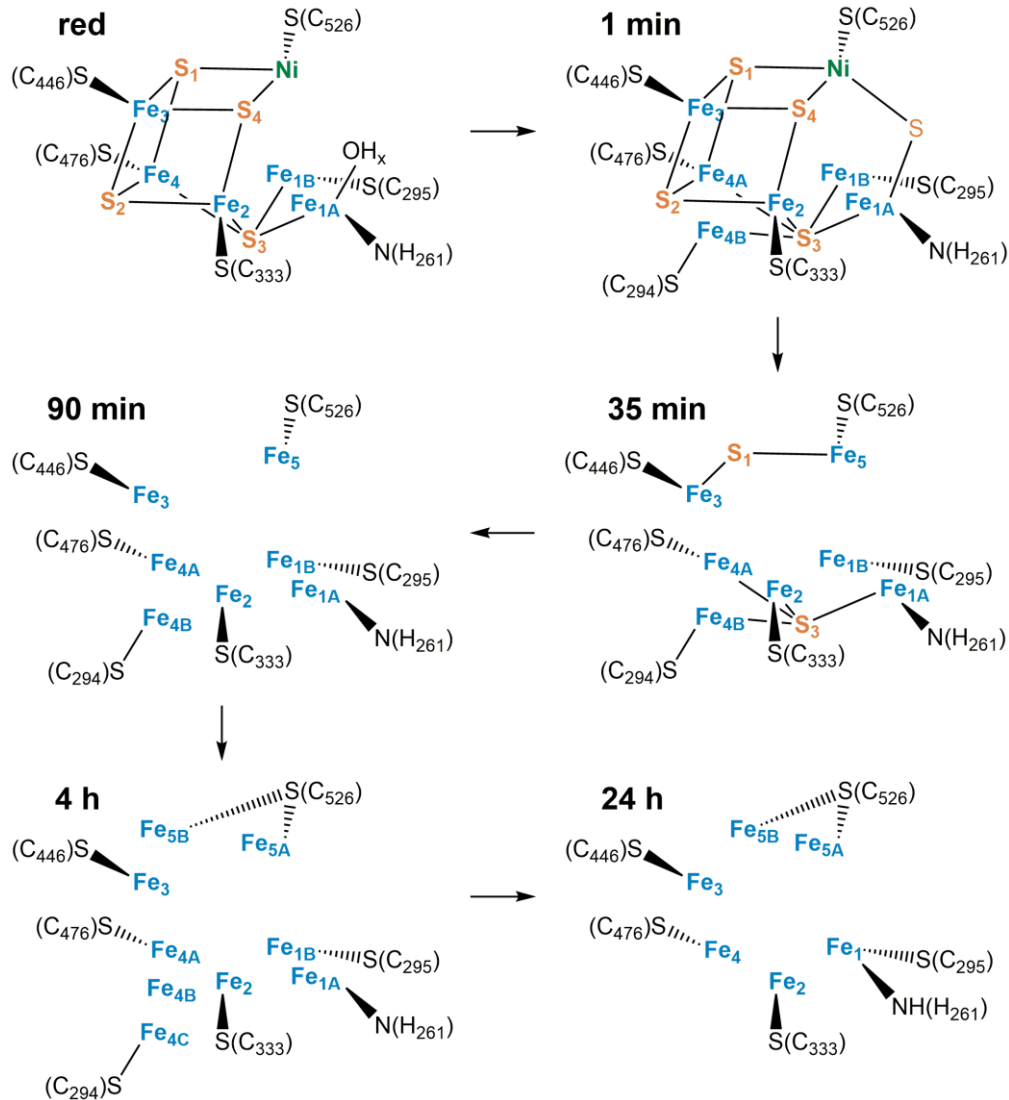 red
S(C526)
(C446)S
S1
Ni
Fe3
S4
(C476)S
OHx
Fe4
Fe1B
S(C295)
S2
Fe2
Fe1A
S3
N(H261)
S(C333)
1 min
S(C526)
(C446)S
S1
Ni
Fe3
S4
S
(C476)S
Fe4A
Fe1B
S(C295)
S2
Fe2
Fe1A
Fe4B
S3
N(H261)
S(C333)
(C294)S
90 min
S(C526)
(C446)S
Fe5
Fe3
(C476)S
Fe4A
Fe1B
S(C295)
Fe2
Fe1A
Fe4B
N(H261)
S(C333)
(C294)S
35 min
S(C526)
(C446)S
S1
Fe5
Fe3
(C476)S
Fe4A
Fe1B
S(C295)
Fe2
Fe1A
Fe4B
S3
N(H261)
S(C333)
(C294)S
4 h
S(C526)
Fe5B
Fe5A
(C446)S
Fe3
(C476)S
Fe4A
Fe1B
S(C295)
Fe4B
Fe2
Fe1A
Fe4C
N(H261)
S(C333)
(C294)S
24 h
S(C526)
Fe5B
Fe5A
(C446)S
Fe3
(C476)S
Fe4
Fe1
S(C295)
Fe2
NH(H261)
S(C333)